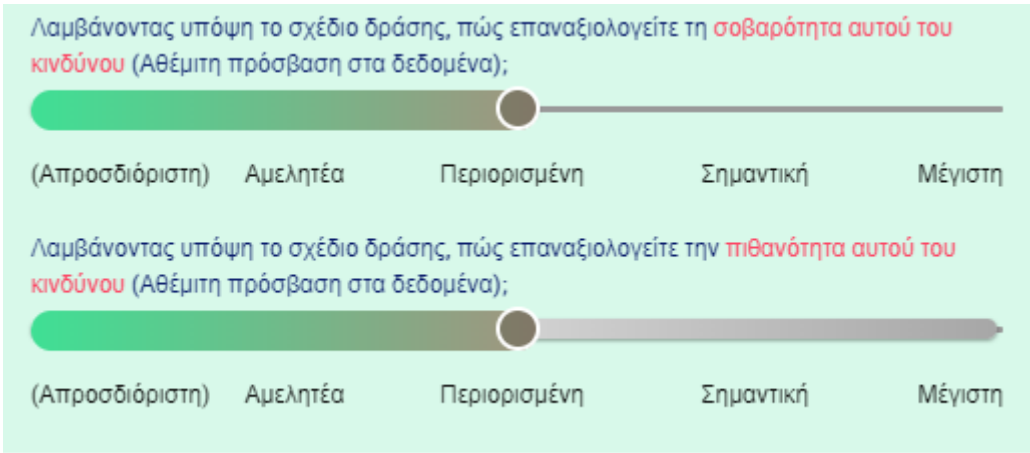 Λαμβάνοντας υπόψη το σχέδιο δράσης, πώς επαναξιολογείτε τη σοβαρότητα αυτού του
κινδύνου (Αθέμιτη πρόσβαση στα δεδομένα);
(Απροσδιόριστη) Αμελητέα Περιορισμένη Σημαντική Μέγιστη
Λαμβάνοντας υπόψη το σχέδιο δράσης, πώς επαναξιολογείτε την πιθανότητα αυτού του
κινδύνου (Αθέμιτη πρόσβαση στα δεδομένα);
(Απροσδιόριστη) Αμελητέα Περιορισμένη Σημαντική Μέγιστη